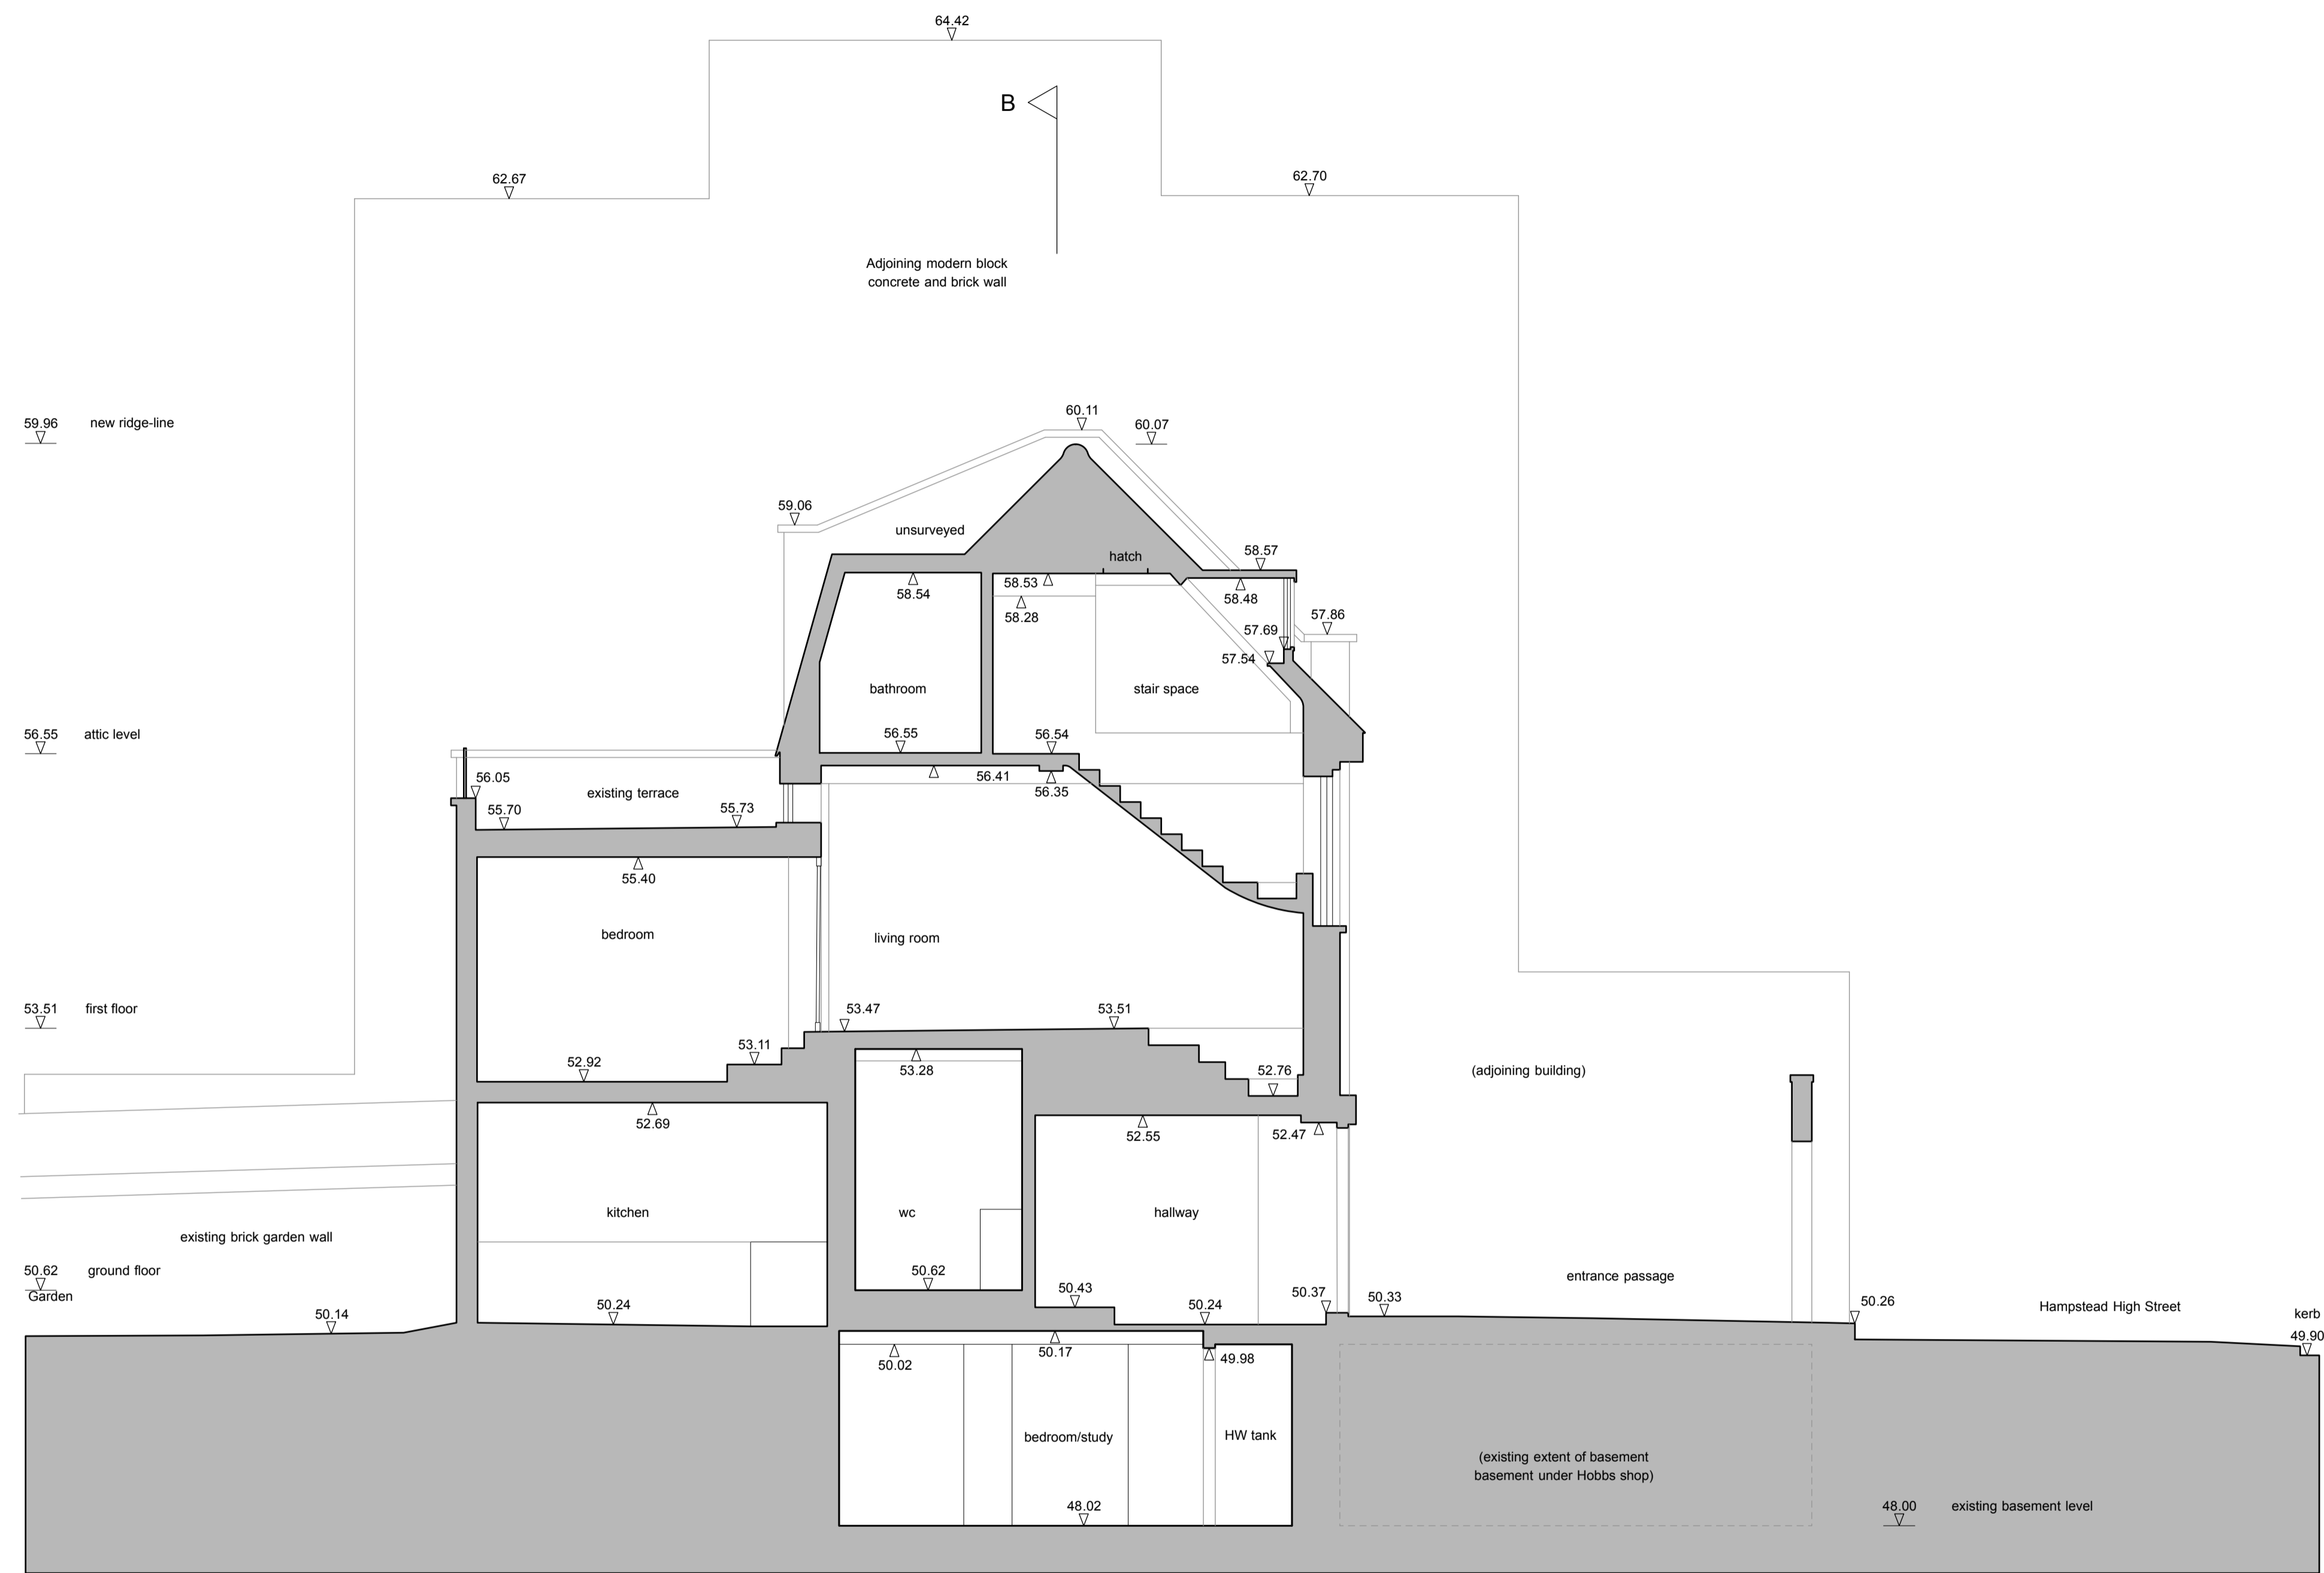 64.42
B
62.67
62.70
Adjoining modern block
concrete and brick wall
60.11
60.07
59.96 new ridge-line
59.06
unsurveyed
hatch
58.57
58.53
58.54
58.48
58.28
57.86
57.69
57.54
bathroom
stair space
56.55 attic level
56.55
56.54
56.05
56.41
56.35
existing terrace
55.70
55.73
55.40
bedroom
living room
53.51 first floor
53.47
53.51
53.11
52.92
53.28
52.76
(adjoining building)
52.69
52.55
52.47
kitchen
wc
hallway
existing brick garden wall
50.62 ground floor
Garden
50.62
entrance passage
50.43
50.37
50.33
50.26
50.14
50.24
50.24
Hampstead High Street
kerb
49.90
50.02
50.17
49.98
bedroom/study
HW tank
(existing extent of basement
basement under Hobbs shop)
48.02
48.00 existing basement level